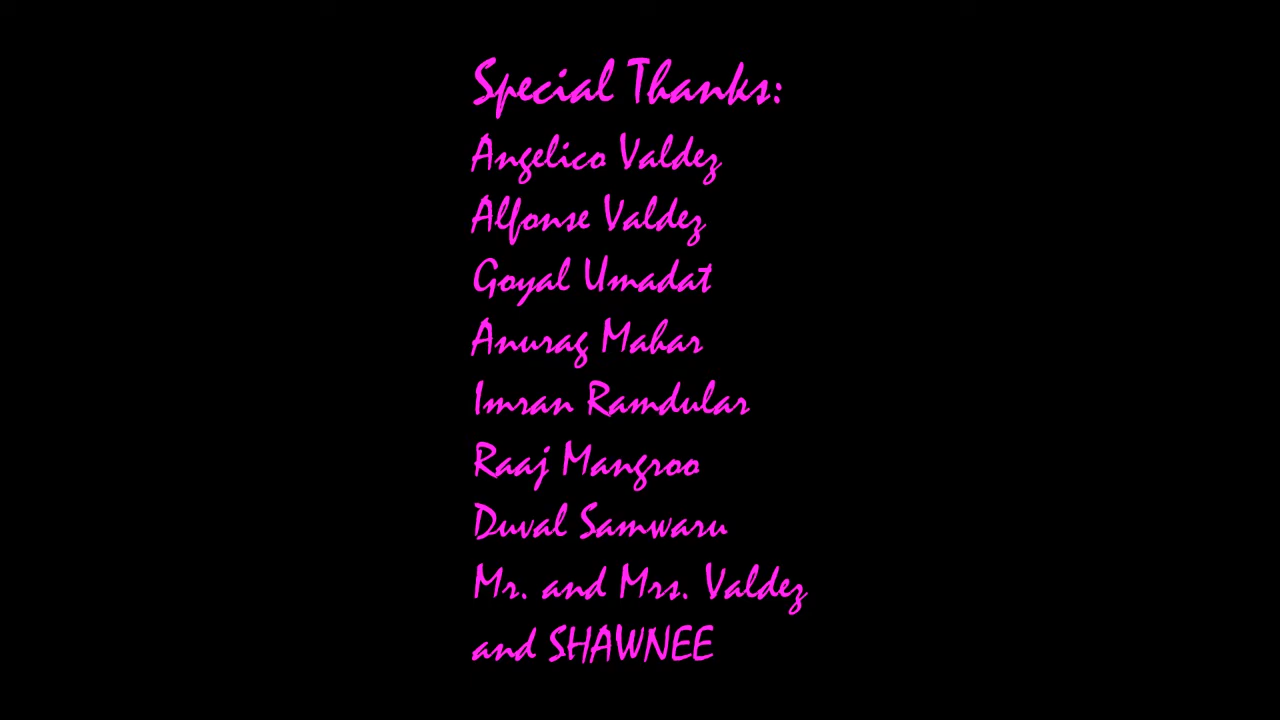 Special Thanks:
Angelico Valdez
Alfonse Valdez
Goyal Umadat
Anurag Mahar
Imran Ramdular
Raaj Mangroo
Duval Samwaru
Mr. and Mrs. Valdez
and SHAWNEE